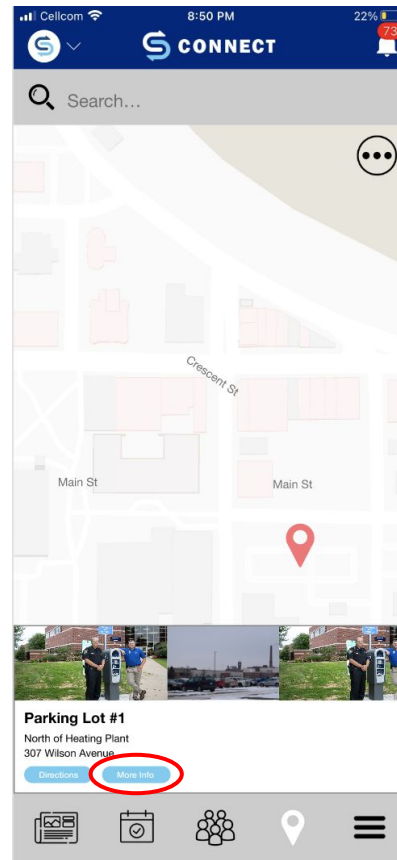 Cellcom 8:50 PM 22%
73
S CONNECT
Search...
Crescent St
Main St Main St
Parking Lot #1
North of Heating Plant
307 Wilson Avenue
Directions More Info